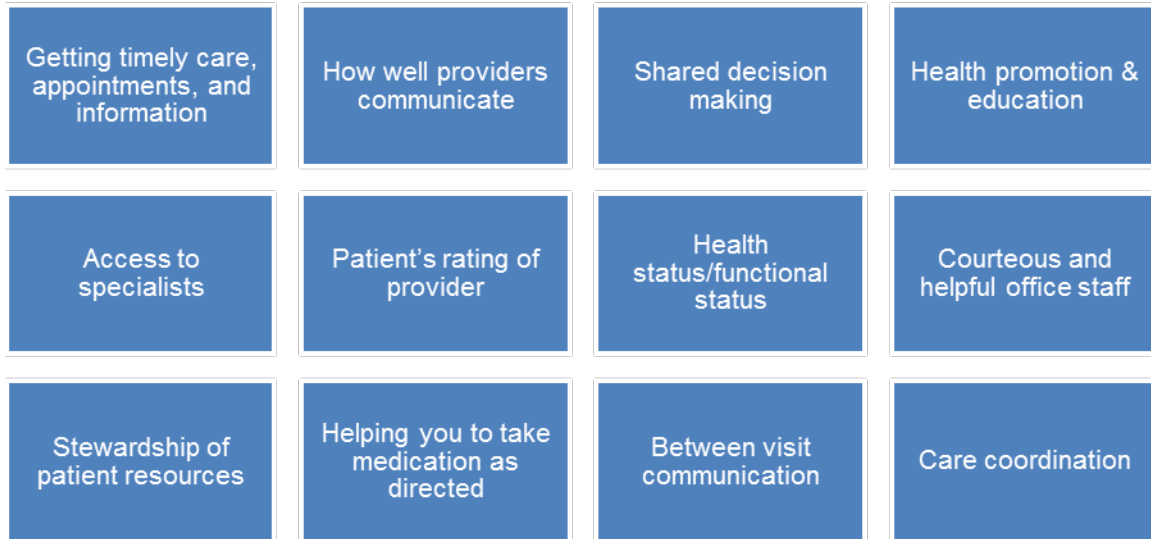 Getting timely care,
appointments, and
information
How well providers
communicate
Shared decision
making
Health promotion &
education
Access to
specialists
Patient's rating of
provider
Health
status/functional
status
Courteous and
helpful office staff
Stewardship of
patient resources
Helping you to take
medication as
directed
Between visit
communication
Care coordination